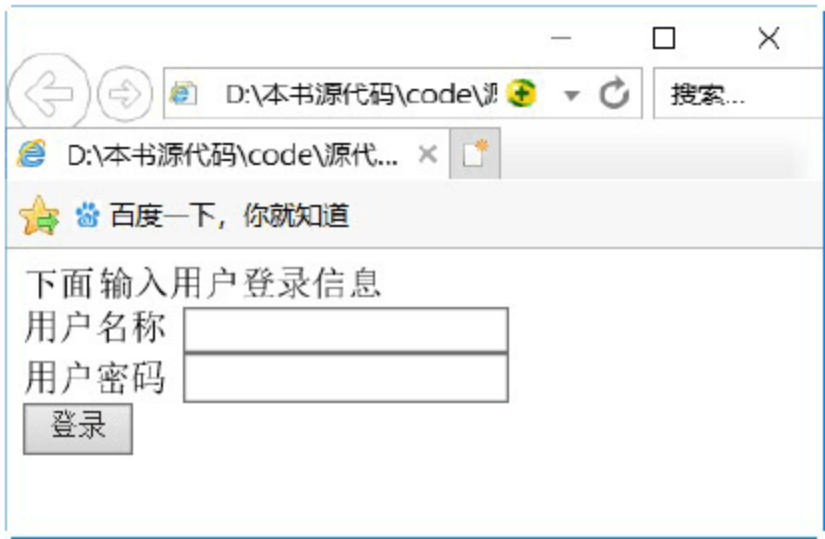 D:\本书源代码\code\源
搜索...
D:\本书源代码\code\源代...
百度一下，你就知道
下面输入用户登录信息
用户名称
用户密码
登录